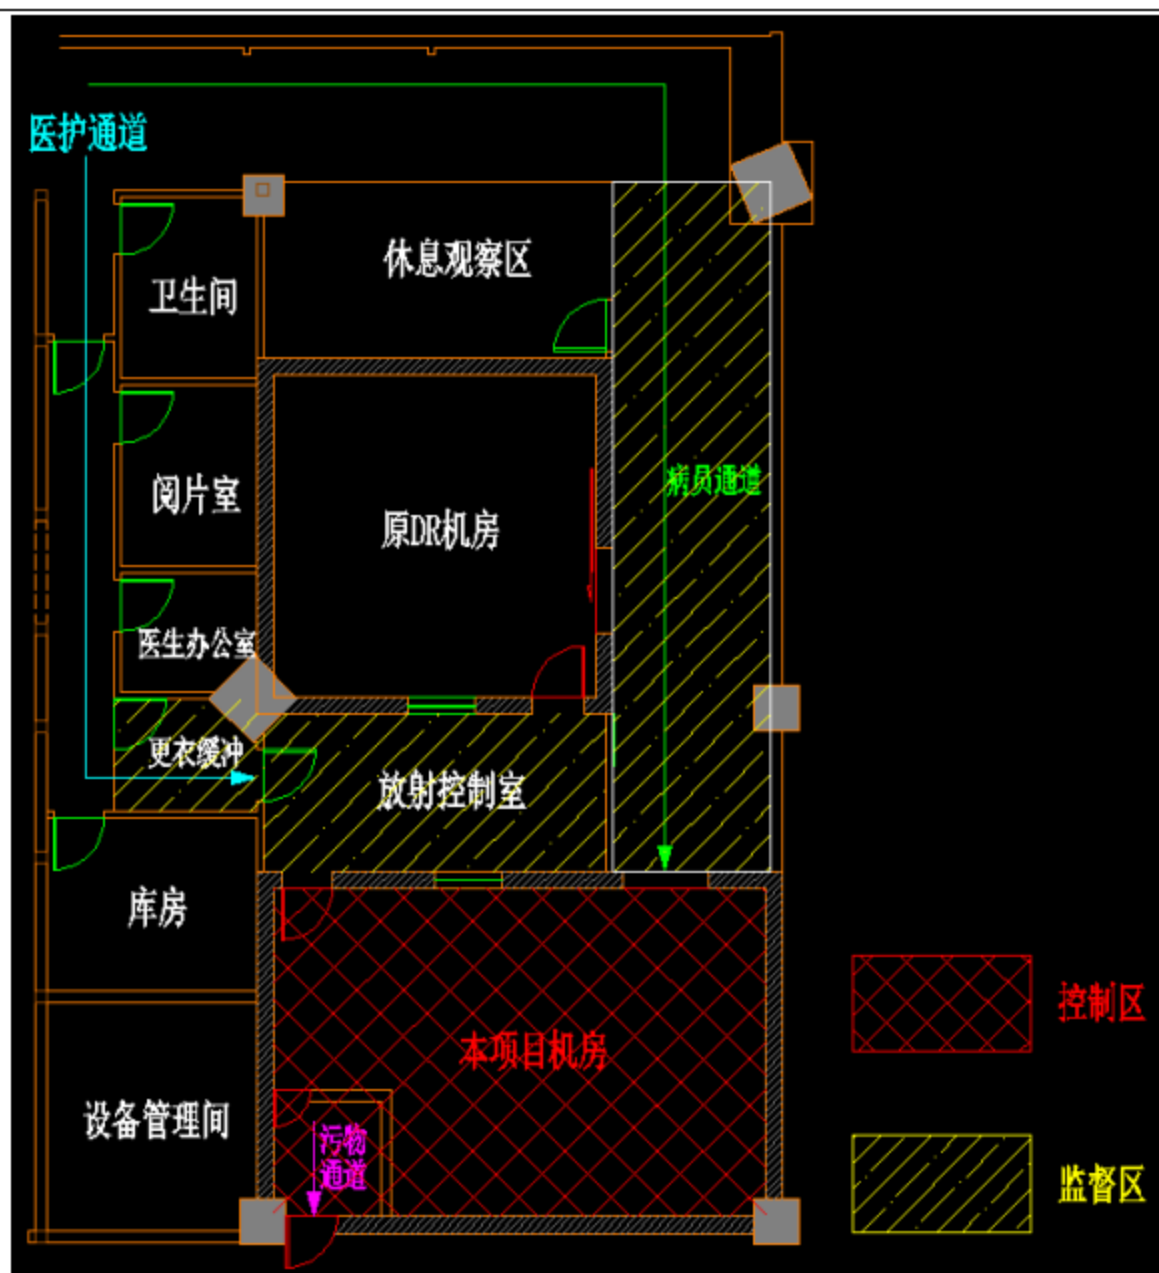 医护通道
休息观察区
卫生间
病员通道
阅片室
原DR机房
医生办公室
更衣缓冲
放射控制室
库房
控制区
本项目机房
设备管理间
污物
通道
监督区